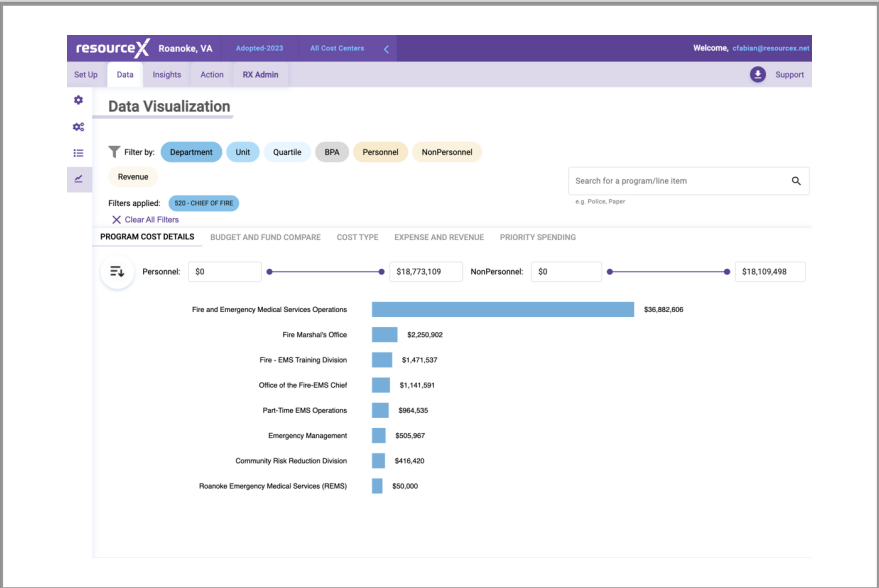 resourceX Roanoke, VA Adopted-2023 All Cost Centers Welcome, cfabian@resourcex.net
Set Up Data Insights Action RX Admin Support
Data Visualization
Filter by: Department Unit Quartile BPA Personnel NonPersonnel
Revenue
Search for a program/line item
e.g. Police, Paper
Filters applied: 520 - CHIEF OF FIRE
Clear All Filters
PROGRAM COST DETAILS BUDGET AND FUND COMPARE COST TYPE EXPENSE AND REVENUE PRIORITY SPENDING
Personnel: $0 $18,773,109 NonPersonnel: $0 $18,109,498
Fire and Emergency Medical Services Operations $36,882,606
Fire Marshal's Office $2,250,902
Fire - EMS Training Division $1,471,537
Office of the Fire-EMS Chief $1,141,591
Part-Time EMS Operations $964,535
Emergency Management $505,967
Community Risk Reduction Division $416,420
Roanoke Emergency Medical Services (REMS) $50,000